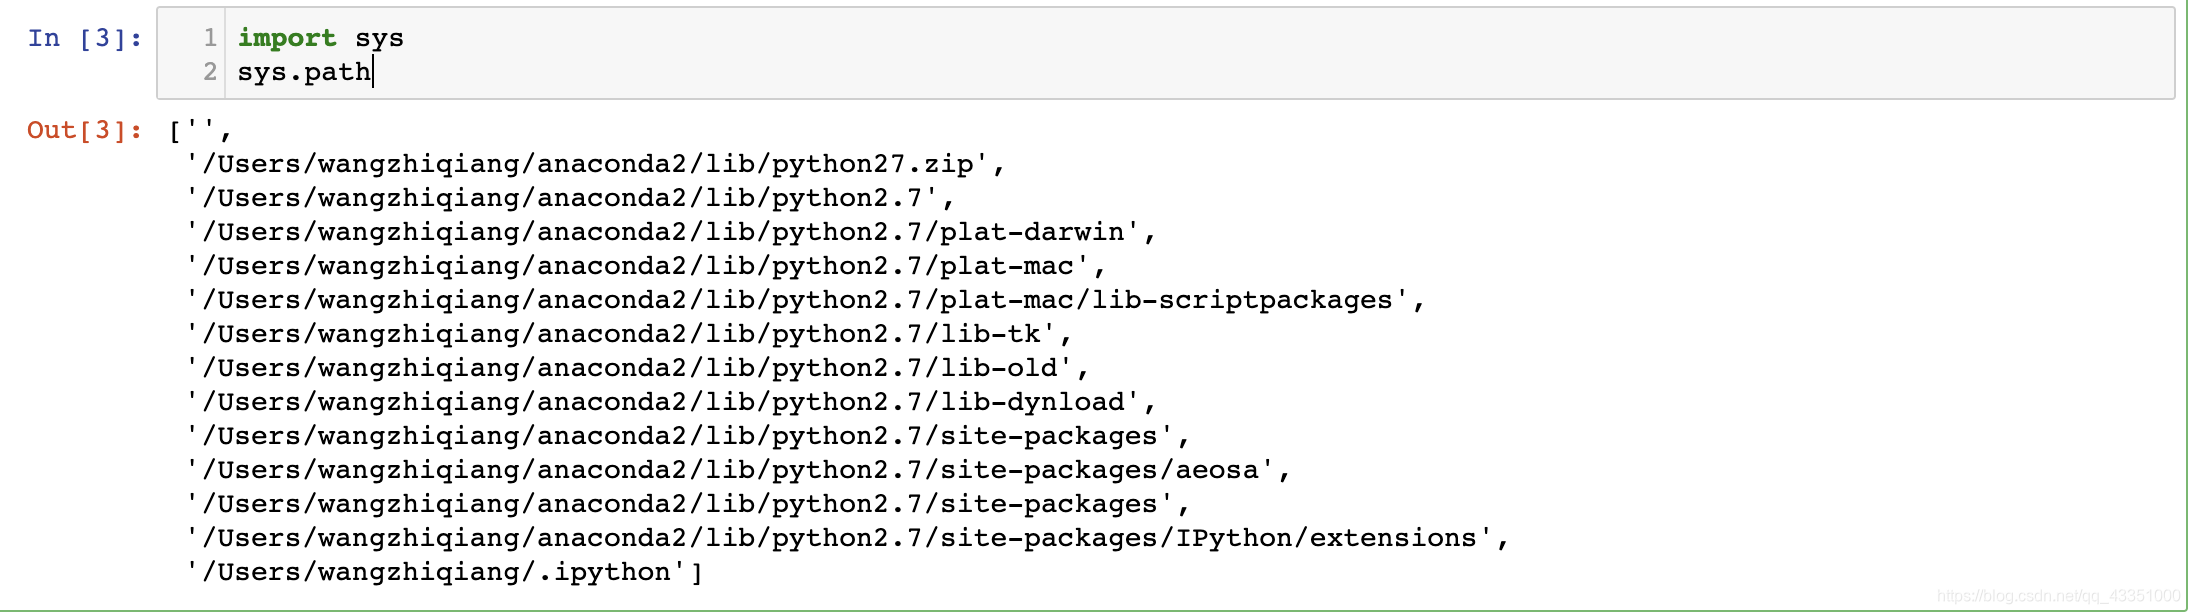 In [3]:
1 import sys
2 sys.path
Out[3]: ['',
'/Users/wangzhiqiang/anaconda2/lib/python27.zip',
'/Users/wangzhiqiang/anaconda2/lib/python2.7',
'/Users/wangzhiqiang/anaconda2/lib/python2.7/plat-darwin',
'/Users/wangzhiqiang/anaconda2/lib/python2.7/plat-mac',
'/Users/wangzhiqiang/anaconda2/lib/python2.7/plat-mac/lib-scriptpackages',
'/Users/wangzhiqiang/anaconda2/lib/python2.7/lib-tk',
'/Users/wangzhiqiang/anaconda2/lib/python2.7/lib-old',
'/Users/wangzhiqiang/anaconda2/lib/python2.7/lib-dynload',
'/Users/wangzhiqiang/anaconda2/lib/python2.7/site-packages',
'/Users/wangzhiqiang/anaconda2/lib/python2.7/site-packages/aeosa',
'/Users/wangzhiqiang/anaconda2/lib/python2.7/site-packages',
'/Users/wangzhiqiang/anaconda2/lib/python2.7/site-packages/IPython/extensions',
'/Users/wangzhiqiang/.ipython']
https://blog.csdn.net/qq_43351000